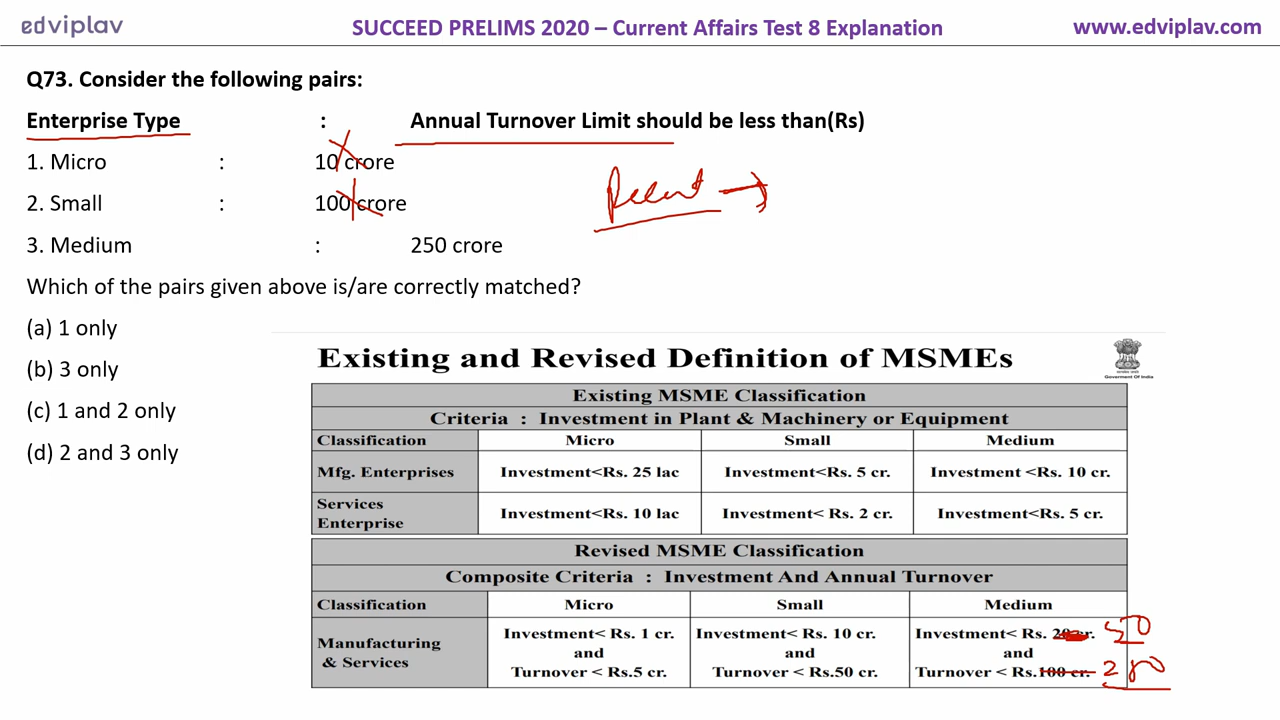 edviplav
SUCCEED PRELIMS 2020 – Current Affairs Test 8 Explanation
www.edviplav.com
Q73. Consider the following pairs:
Enterprise Type : Annual Turnover Limit should be less than(Rs)
1. Micro : 10 crore
2. Small : 100 crore
3. Medium : 250 crore
Which of the pairs given above is/are correctly matched?
(a) 1 only
(b) 3 only
(c) 1 and 2 only
(d) 2 and 3 only
Existing and Revised Definition of MSMEs
Government Of India
Existing MSME Classification
Criteria : Investment in Plant & Machinery or Equipment
Classification Micro Small Medium
Mfg. Enterprises Investment<Rs. 25 lac Investment<Rs. 5 cr. Investment <Rs. 10 cr.
Services Enterprise Investment<Rs. 10 lac Investment< Rs. 2 cr. Investment<Rs. 5 cr.
Revised MSME Classification
Composite Criteria : Investment And Annual Turnover
Classification Micro Small Medium
Manufacturing & Services
Investment< Rs. 1 cr. Investment< Rs. 10 cr. Investment< Rs. 20 cr. 50
and and and
Turnover < Rs.5 cr. Turnover < Rs.50 cr. Turnover < Rs.100 cr. 250